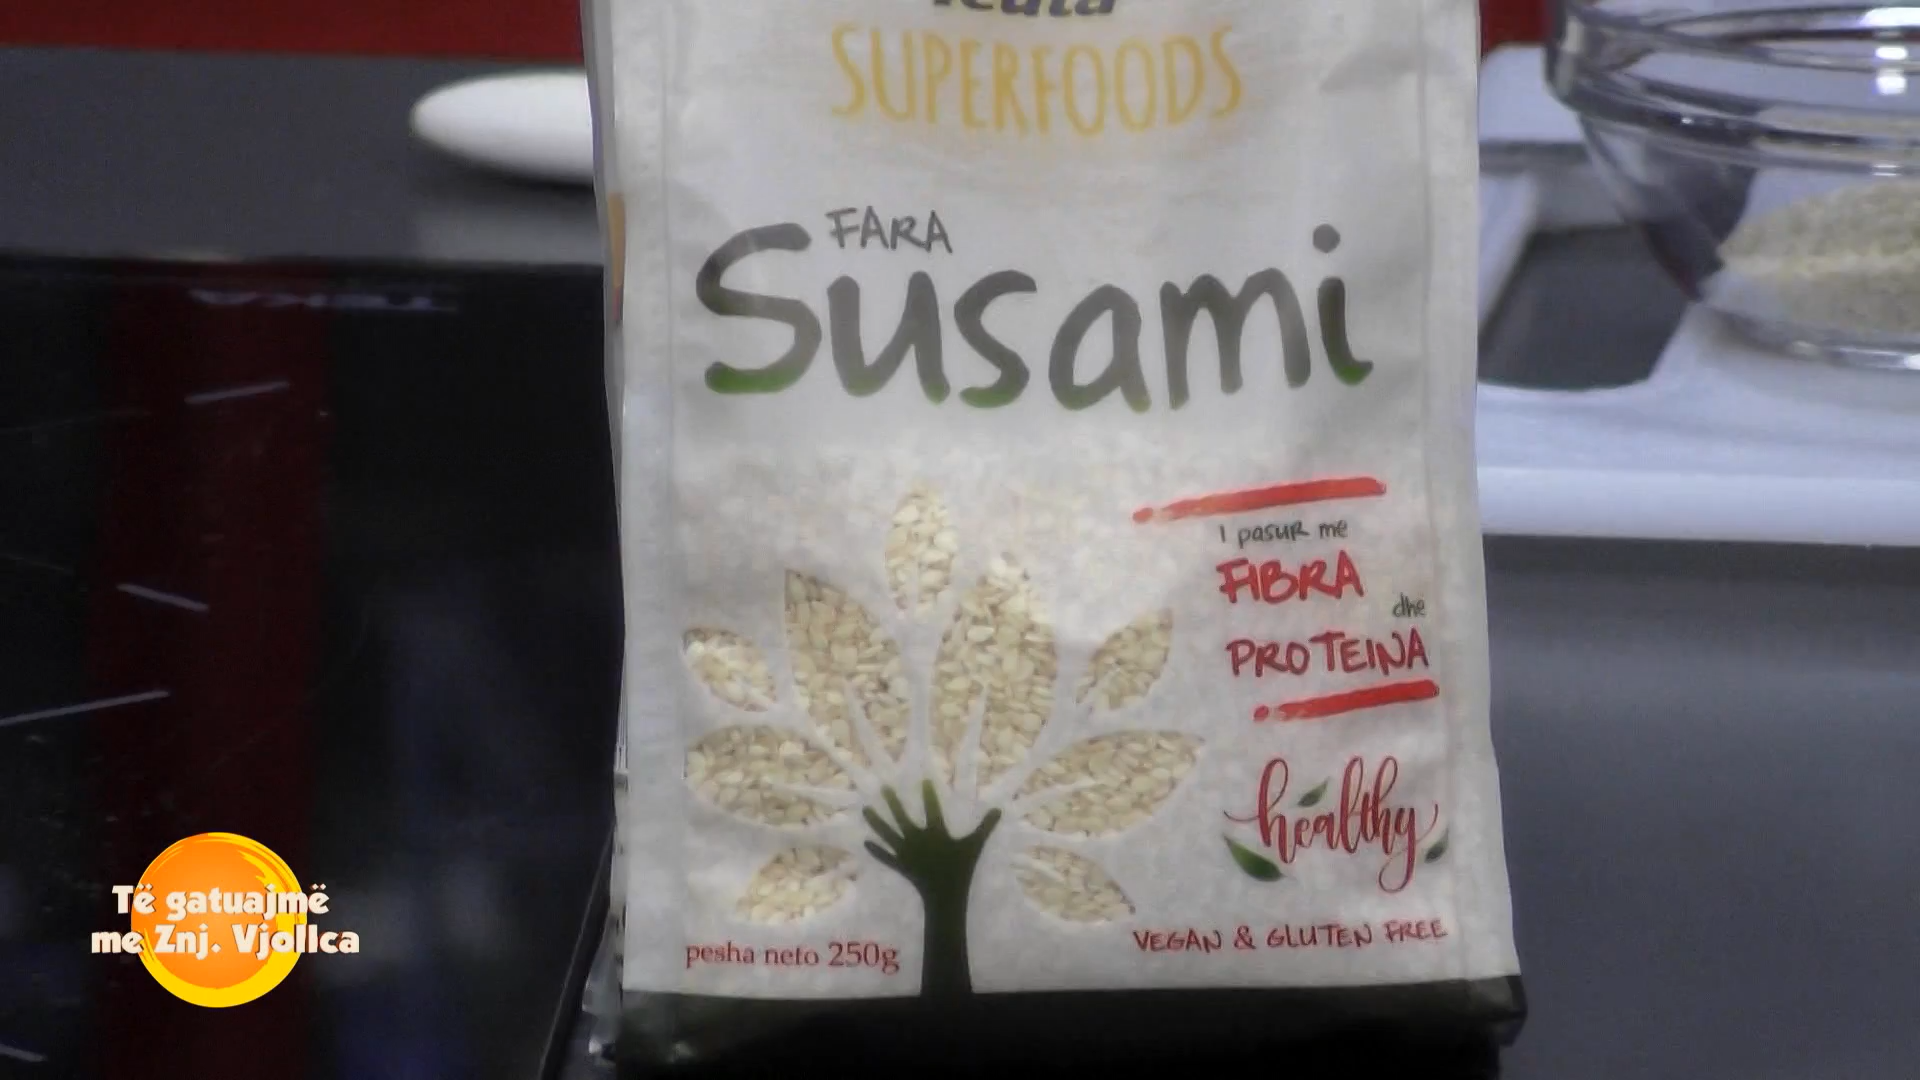 SUPERFOODS
FARA
Susami
I pasur me
FIBRA
dhe
PROTEINA
healthy
VEGAN & GLUTEN FREE
pesha neto 250g
Të gatuajmë
me Znj. Vjollca